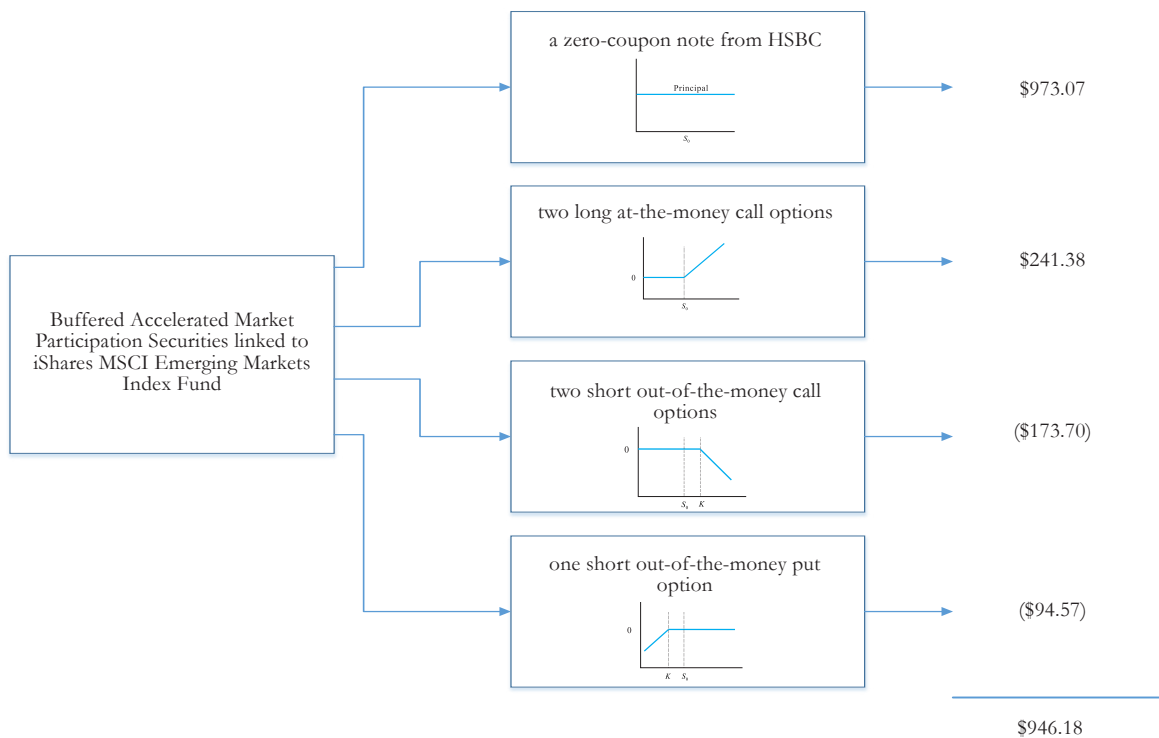 Buffered Accelerated Market
Participation Securities linked to
iShares MSCI Emerging Markets
Index Fund
a zero-coupon note from HSBC
Principal
S₀
$973.07
two long at-the-money call options
0
S₀
$241.38
two short out-of-the-money call
options
0
S₀ K
($173.70)
one short out-of-the-money put
option
0
K S₀
($94.57)
$946.18